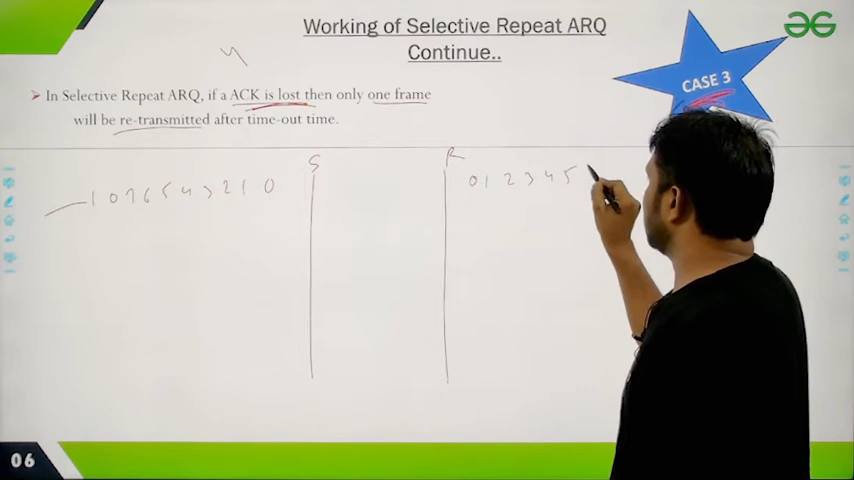 Working of Selective Repeat ARQ
Continue..
CASE 3
4
➤ In Selective Repeat ARQ, if a ACK is lost then only one frame
will be re-transmitted after time-out time.
S
R
1 0 7 6 5 4 3 2 1 0
0 1 2 3 4 5
06